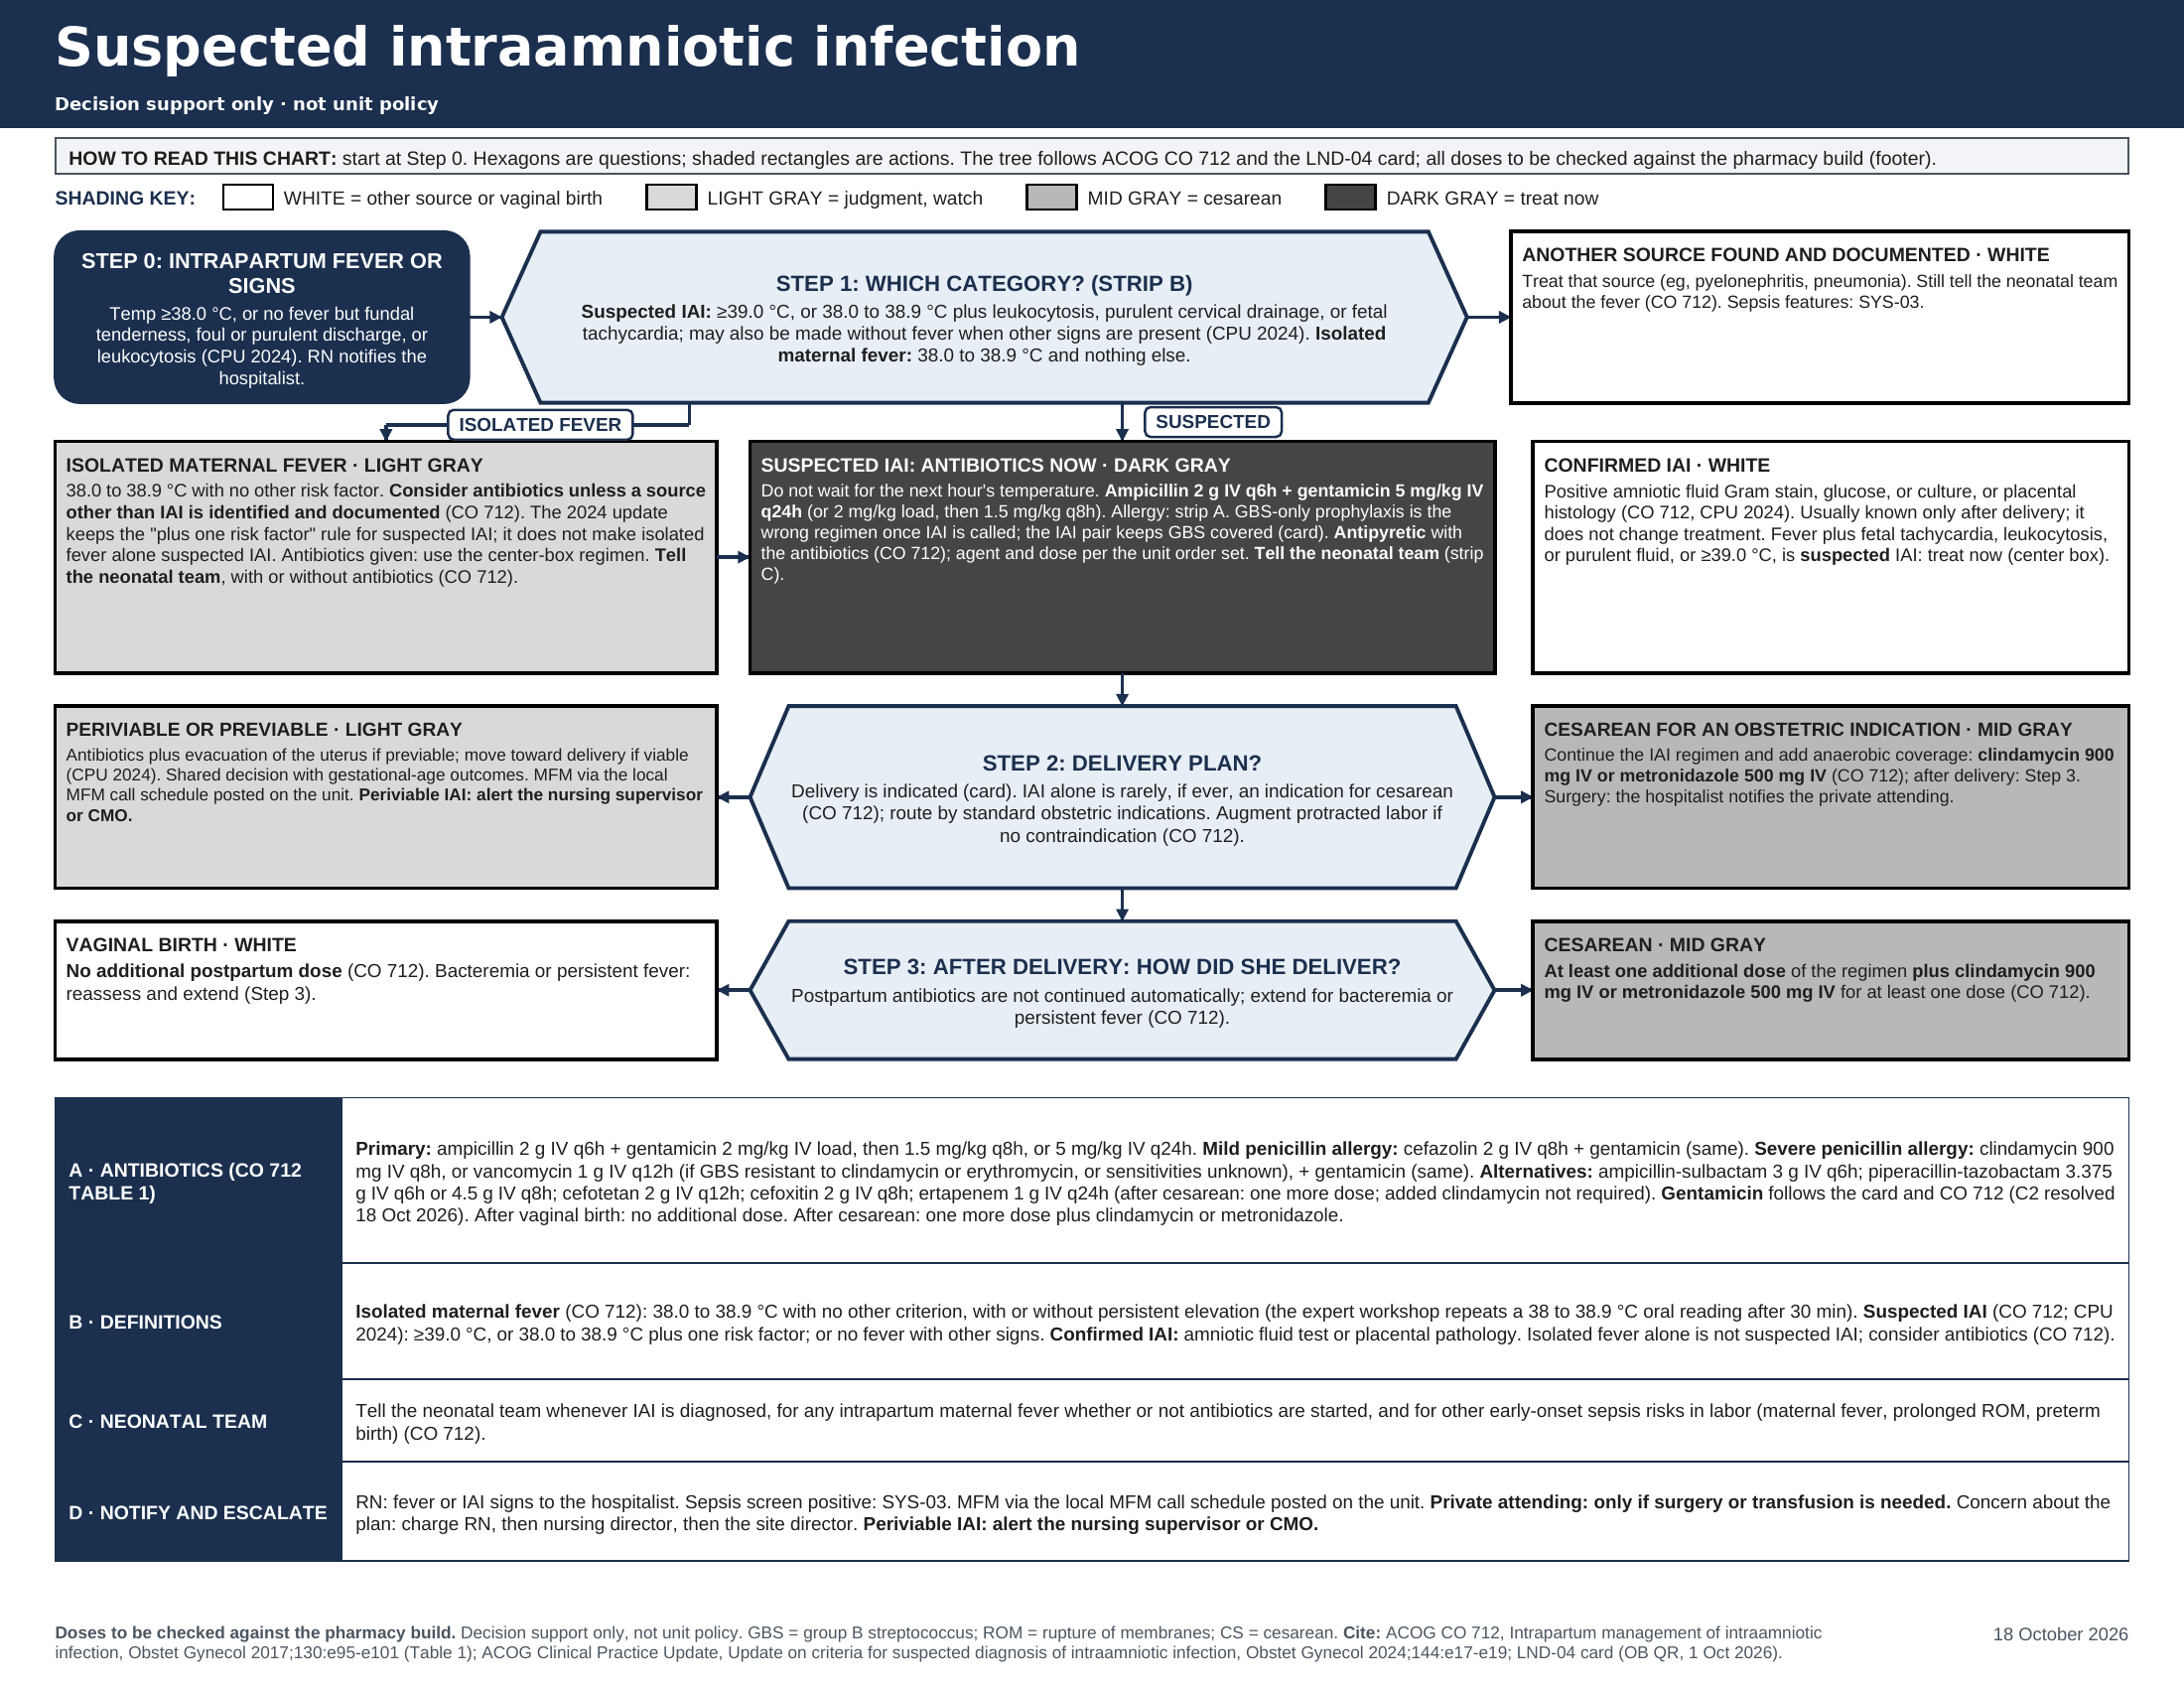 Suspected intraamniotic infection
Decision support only · not unit policy
HOW TO READ THIS CHART: start at Step 0. Hexagons are questions; shaded rectangles are actions. The tree follows ACOG CO 712 and the LND-04 card; all doses to be checked against the pharmacy build (footer).
SHADING KEY:
WHITE = other source or vaginal birth
LIGHT GRAY = judgment, watch
MID GRAY = cesarean
DARK GRAY = treat now
STEP 0: INTRAPARTUM FEVER OR
SIGNS
Temp ≥38.0 °C, or no fever but fundal
tenderness, foul or purulent discharge, or
leukocytosis (CPU 2024). RN notifies the
hospitalist.
STEP 1: WHICH CATEGORY? (STRIP B)
Suspected IAI: ≥39.0 °C, or 38.0 to 38.9 °C plus leukocytosis, purulent cervical drainage, or fetal
tachycardia; may also be made without fever when other signs are present (CPU 2024). Isolated
maternal fever: 38.0 to 38.9 °C and nothing else.
ANOTHER SOURCE FOUND AND DOCUMENTED · WHITE
Treat that source (eg, pyelonephritis, pneumonia). Still tell the neonatal team
about the fever (CO 712). Sepsis features: SYS-03.
ISOLATED FEVER
SUSPECTED
ISOLATED MATERNAL FEVER · LIGHT GRAY
38.0 to 38.9 °C with no other risk factor. Consider antibiotics unless a source
other than IAI is identified and documented (CO 712). The 2024 update
keeps the "plus one risk factor" rule for suspected IAI; it does not make isolated
fever alone suspected IAI. Antibiotics given: use the center-box regimen. Tell
the neonatal team, with or without antibiotics (CO 712).
SUSPECTED IAI: ANTIBIOTICS NOW · DARK GRAY
Do not wait for the next hour's temperature. Ampicillin 2 g IV q6h + gentamicin 5 mg/kg IV
q24h (or 2 mg/kg load, then 1.5 mg/kg q8h). Allergy: strip A. GBS-only prophylaxis is the
wrong regimen once IAI is called; the IAI pair keeps GBS covered (card). Antipyretic with
the antibiotics (CO 712); agent and dose per the unit order set. Tell the neonatal team (strip
C).
CONFIRMED IAI · WHITE
Positive amniotic fluid Gram stain, glucose, or culture, or placental
histology (CO 712, CPU 2024). Usually known only after delivery; it
does not change treatment. Fever plus fetal tachycardia, leukocytosis,
or purulent fluid, or ≥39.0 °C, is suspected IAI: treat now (center box).
PERIVIABLE OR PREVIABLE · LIGHT GRAY
Antibiotics plus evacuation of the uterus if previable; move toward delivery if viable
(CPU 2024). Shared decision with gestational-age outcomes. MFM via the local
MFM call schedule posted on the unit. Periviable IAI: alert the nursing supervisor
or CMO.
STEP 2: DELIVERY PLAN?
Delivery is indicated (card). IAI alone is rarely, if ever, an indication for cesarean
(CO 712); route by standard obstetric indications. Augment protracted labor if
no contraindication (CO 712).
CESAREAN FOR AN OBSTETRIC INDICATION · MID GRAY
Continue the IAI regimen and add anaerobic coverage: clindamycin 900
mg IV or metronidazole 500 mg IV (CO 712); after delivery: Step 3.
Surgery: the hospitalist notifies the private attending.
VAGINAL BIRTH · WHITE
No additional postpartum dose (CO 712). Bacteremia or persistent fever:
reassess and extend (Step 3).
STEP 3: AFTER DELIVERY: HOW DID SHE DELIVER?
Postpartum antibiotics are not continued automatically; extend for bacteremia or
persistent fever (CO 712).
CESAREAN · MID GRAY
At least one additional dose of the regimen plus clindamycin 900
mg IV or metronidazole 500 mg IV for at least one dose (CO 712).
A · ANTIBIOTICS (CO 712
TABLE 1)
Primary: ampicillin 2 g IV q6h + gentamicin 2 mg/kg IV load, then 1.5 mg/kg q8h, or 5 mg/kg IV q24h. Mild penicillin allergy: cefazolin 2 g IV q8h + gentamicin (same). Severe penicillin allergy: clindamycin 900
mg IV q8h, or vancomycin 1 g IV q12h (if GBS resistant to clindamycin or erythromycin, or sensitivities unknown), + gentamicin (same). Alternatives: ampicillin-sulbactam 3 g IV q6h; piperacillin-tazobactam 3.375
g IV q6h or 4.5 g IV q8h; cefotetan 2 g IV q12h; cefoxitin 2 g IV q8h; ertapenem 1 g IV q24h (after cesarean: one more dose; added clindamycin not required). Gentamicin follows the card and CO 712 (C2 resolved
18 Oct 2026). After vaginal birth: no additional dose. After cesarean: one more dose plus clindamycin or metronidazole.
B · DEFINITIONS
Isolated maternal fever (CO 712): 38.0 to 38.9 °C with no other criterion, with or without persistent elevation (the expert workshop repeats a 38 to 38.9 °C oral reading after 30 min). Suspected IAI (CO 712; CPU
2024): ≥39.0 °C, or 38.0 to 38.9 °C plus one risk factor; or no fever with other signs. Confirmed IAI: amniotic fluid test or placental pathology. Isolated fever alone is not suspected IAI; consider antibiotics (CO 712).
C · NEONATAL TEAM
Tell the neonatal team whenever IAI is diagnosed, for any intrapartum maternal fever whether or not antibiotics are started, and for other early-onset sepsis risks in labor (maternal fever, prolonged ROM, preterm
birth) (CO 712).
D · NOTIFY AND ESCALATE
RN: fever or IAI signs to the hospitalist. Sepsis screen positive: SYS-03. MFM via the local MFM call schedule posted on the unit. Private attending: only if surgery or transfusion is needed. Concern about the
plan: charge RN, then nursing director, then the site director. Periviable IAI: alert the nursing supervisor or CMO.
Doses to be checked against the pharmacy build. Decision support only, not unit policy. GBS = group B streptococcus; ROM = rupture of membranes; CS = cesarean. Cite: ACOG CO 712, Intrapartum management of intraamniotic
infection, Obstet Gynecol 2017;130:e95-e101 (Table 1); ACOG Clinical Practice Update, Update on criteria for suspected diagnosis of intraamniotic infection, Obstet Gynecol 2024;144:e17-e19; LND-04 card (OB QR, 1 Oct 2026).
18 October 2026